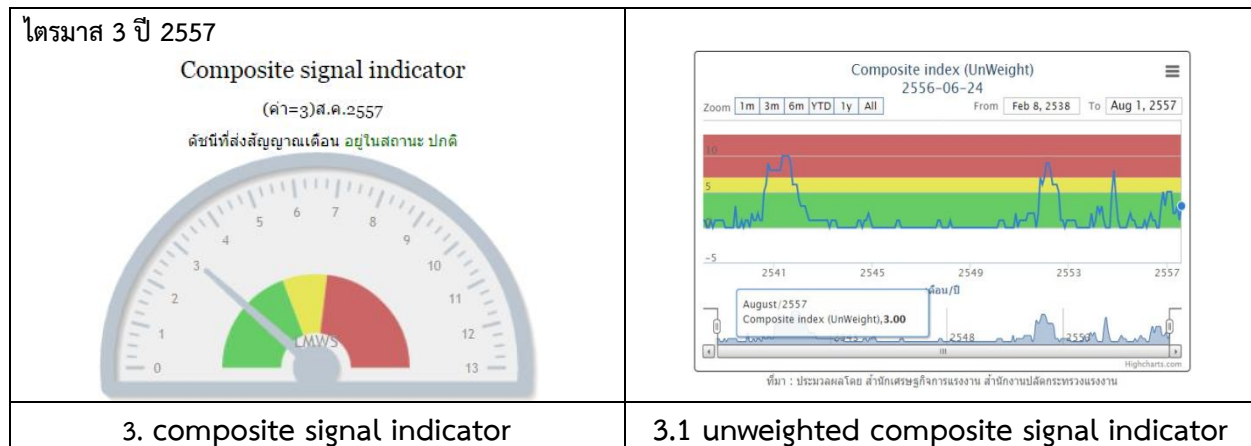 ไตรมาส 3 ปี 2557
Composite signal indicator
(ค่า=3)ส.ค.2557
ดัชนีที่ส่งสัญญาณเตือน อยู่ในสถานะ ปกติ
0
1
2
3
4
5
6
7
8
9
10
11
12
13
LMWS
3. composite signal indicator
Composite index (UnWeight)
2556-06-24
Zoom 1m 3m 6m YTD 1y All From Feb 8, 2538 To Aug 1, 2557
10
5
0
-5
2541 2545 2549 2553 2557
เดือน/ปี
August/2557
Composite index (UnWeight),3.00
2548
Highcharts.com
ที่มา : ประมวลผลโดย สำนักเศรษฐกิจการแรงงาน สำนักงานปลัดกระทรวงแรงงาน
3.1 unweighted composite signal indicator